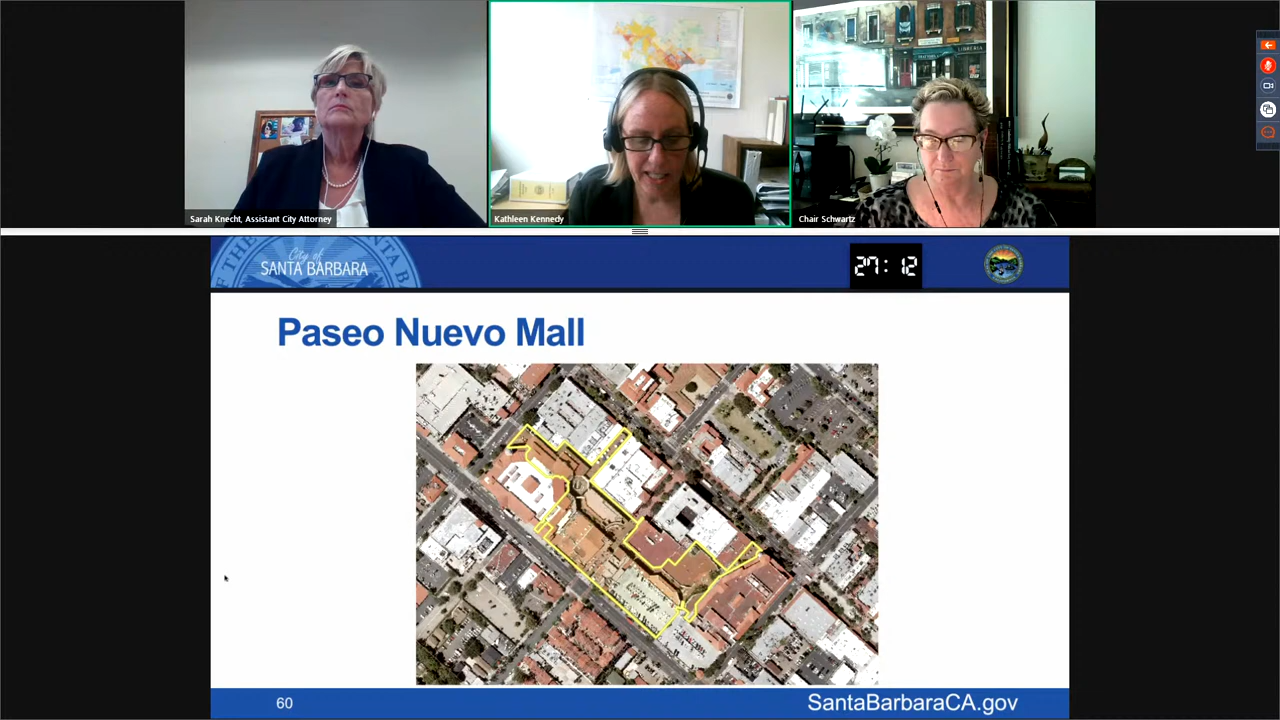 LIBRERIA
Sarah Knecht, Assistant City Attorney
Kathleen Kennedy
Chair Schwartz
City of
SANTA BARBARA
27:12
Paseo Nuevo Mall
60
SantaBarbaraCA.gov